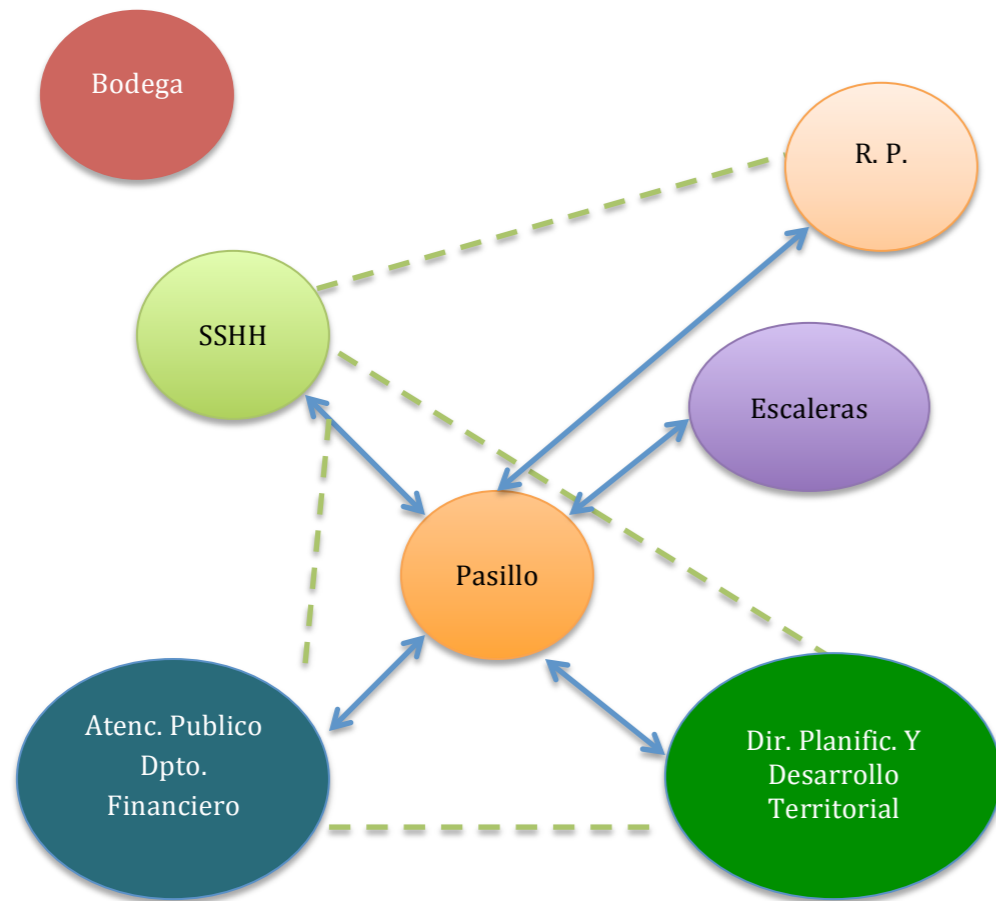 Bodega
R. P.
SSHH
Escaleras
Pasillo
Atenc. Publico
Dpto.
Financiero
Dir. Planific. Y
Desarrollo
Territorial